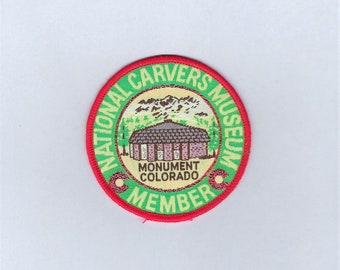 NATIONAL CARVERS MUSEUM
MONUMENT
COLORADO
MEMBER